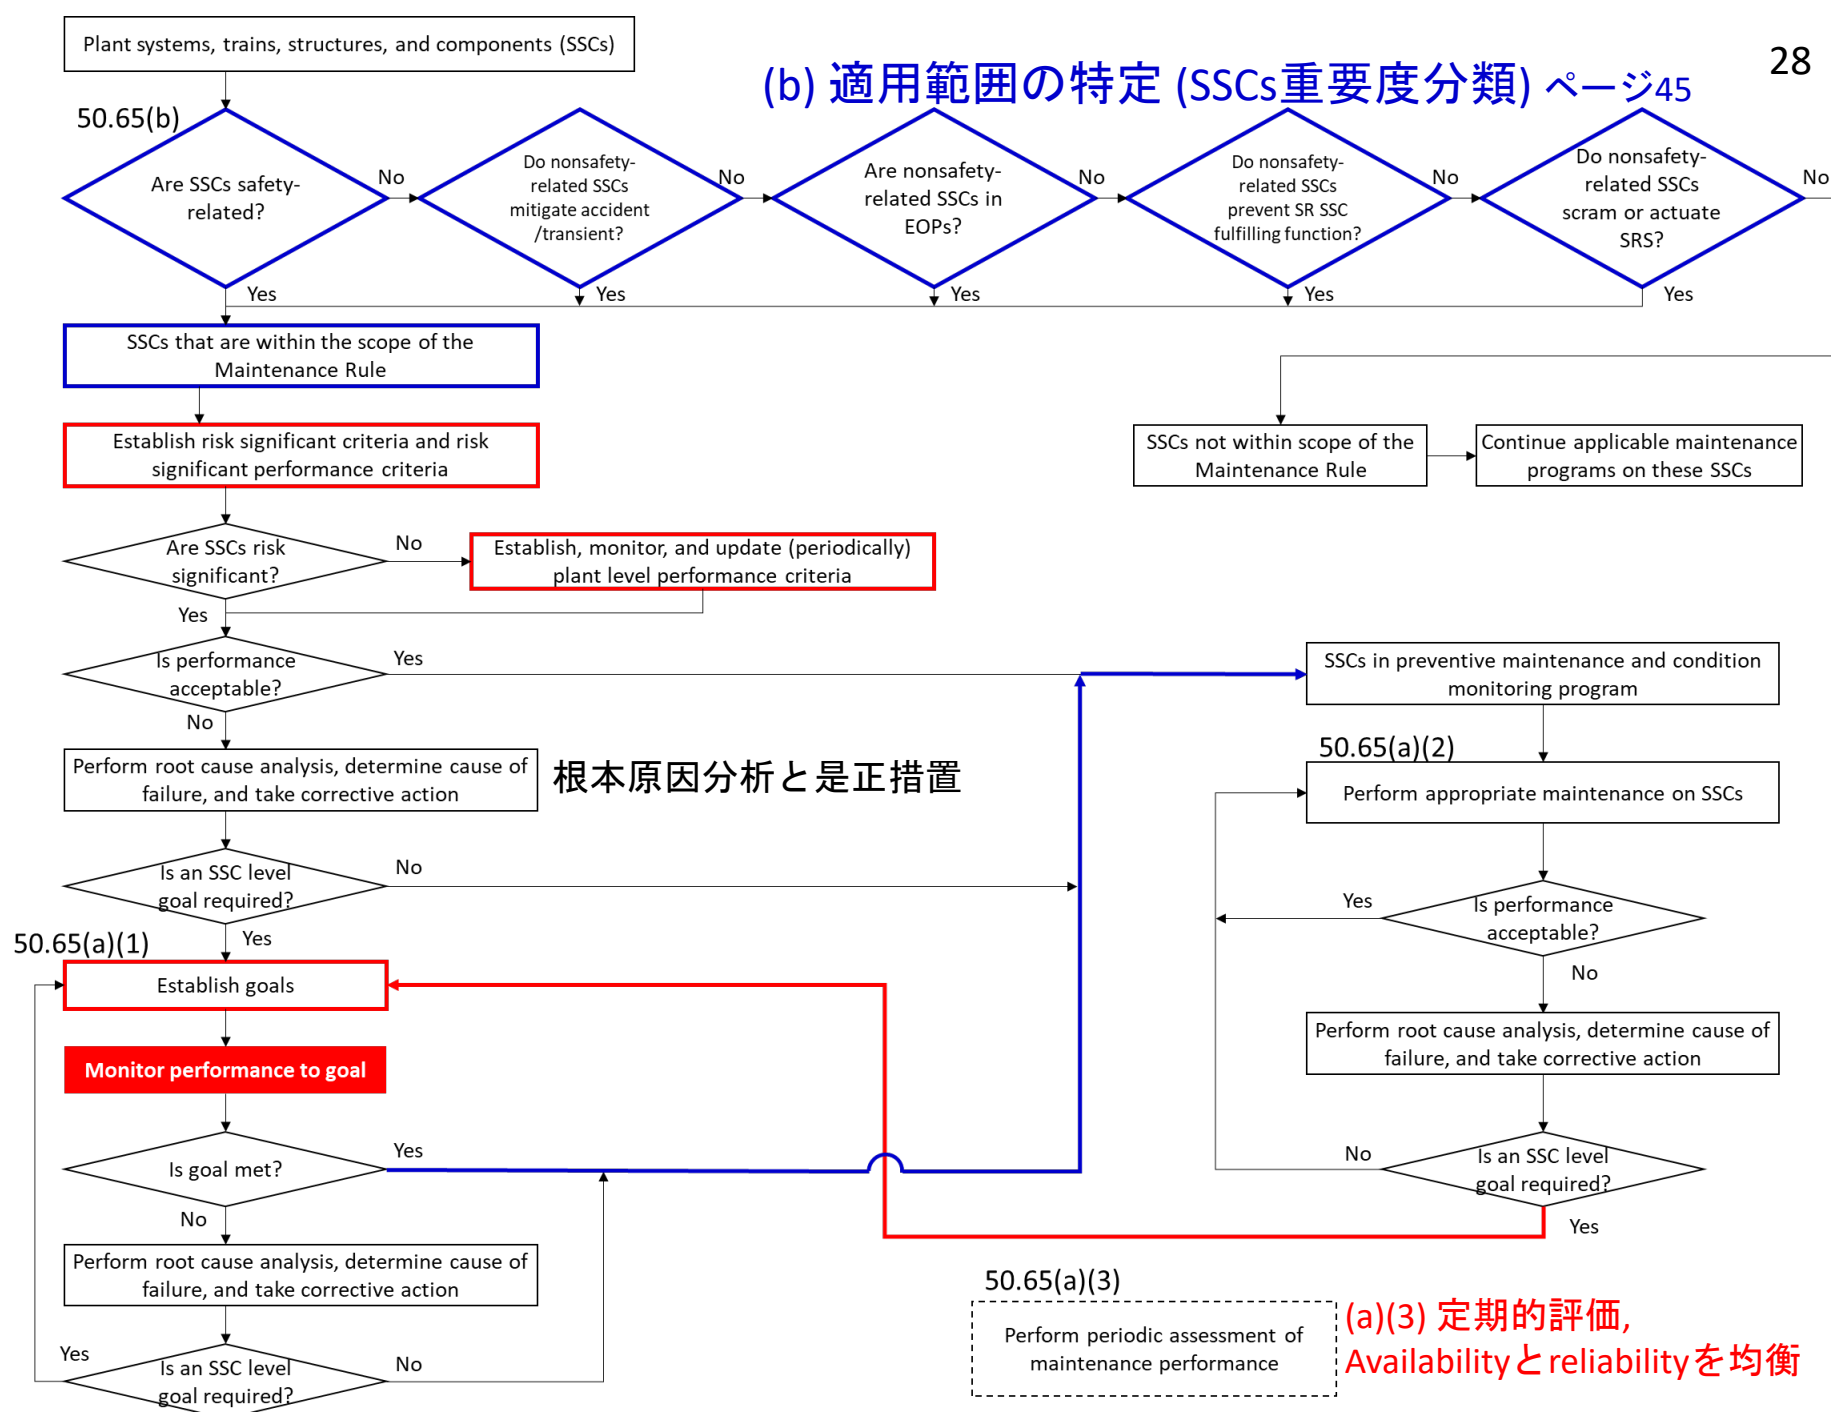 Plant systems, trains, structures, and components (SSCs)
28
(b) 適用範囲の特定 (SSCs重要度分類) ページ45
50.65(b)
Are SSCs safety-
related?
No
Do nonsafety-
related SSCs
mitigate accident
/transient?
No
Are nonsafety-
related SSCs in
EOPs?
No
Do nonsafety-
related SSCs
prevent SR SSC
fulfilling function?
No
Do nonsafety-
related SSCs
scram or actuate
SRS?
No
Yes
Yes
Yes
Yes
Yes
SSCs that are within the scope of the
Maintenance Rule
Establish risk significant criteria and risk
significant performance criteria
SSCs not within scope of the
Maintenance Rule
Continue applicable maintenance
programs on these SSCs
Are SSCs risk
significant?
No
Establish, monitor, and update (periodically)
plant level performance criteria
Yes
Is performance
acceptable?
Yes
SSCs in preventive maintenance and condition
monitoring program
No
Perform root cause analysis, determine cause of
failure, and take corrective action
根本原因分析と是正措置
50.65(a)(2)
Perform appropriate maintenance on SSCs
Is an SSC level
goal required?
No
Yes
Is performance
acceptable?
Yes
No
50.65(a)(1)
Establish goals
Perform root cause analysis, determine cause of
failure, and take corrective action
Monitor performance to goal
Is goal met?
Yes
No
Is an SSC level
goal required?
No
Yes
Perform root cause analysis, determine cause of
failure, and take corrective action
50.65(a)(3)
Perform periodic assessment of
maintenance performance
(a)(3) 定期的評価,
Availabilityとreliabilityを均衡
Yes
Is an SSC level
goal required?
No